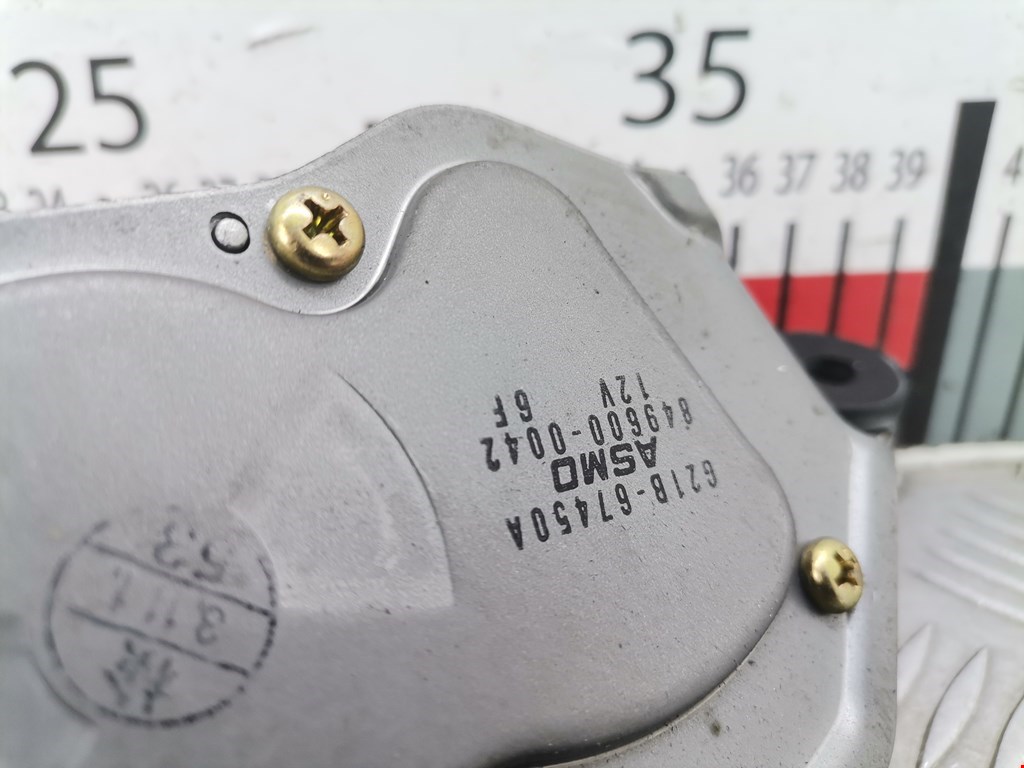 25 35
36 37 38 39
G21B-67450A
ASMO
849600-0042
12V 6F